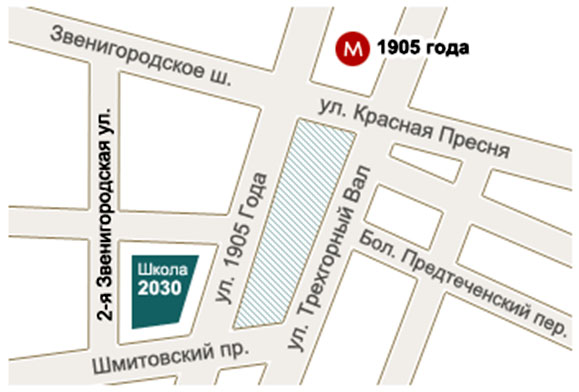 Звенигородское ш.
М 1905 года
ул. Красная Пресня
2-я Звенигородская ул.
ул. 1905 Года
ул. Трехгорный Вал
Бол. Предтеченский пер.
Школа
2030
Шмитовский пр.